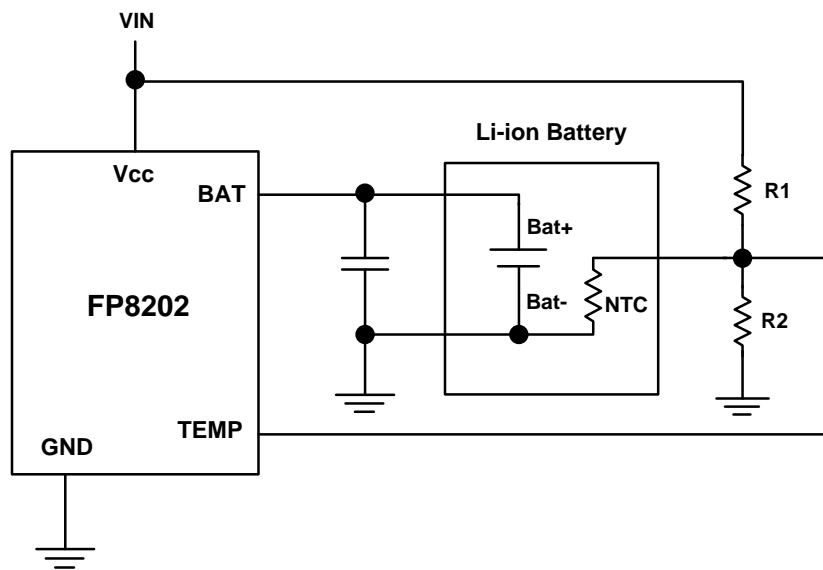 VIN
Li-ion Battery
Vcc
BAT
R1
Bat+
FP8202
Bat-
NTC
R2
TEMP
GND